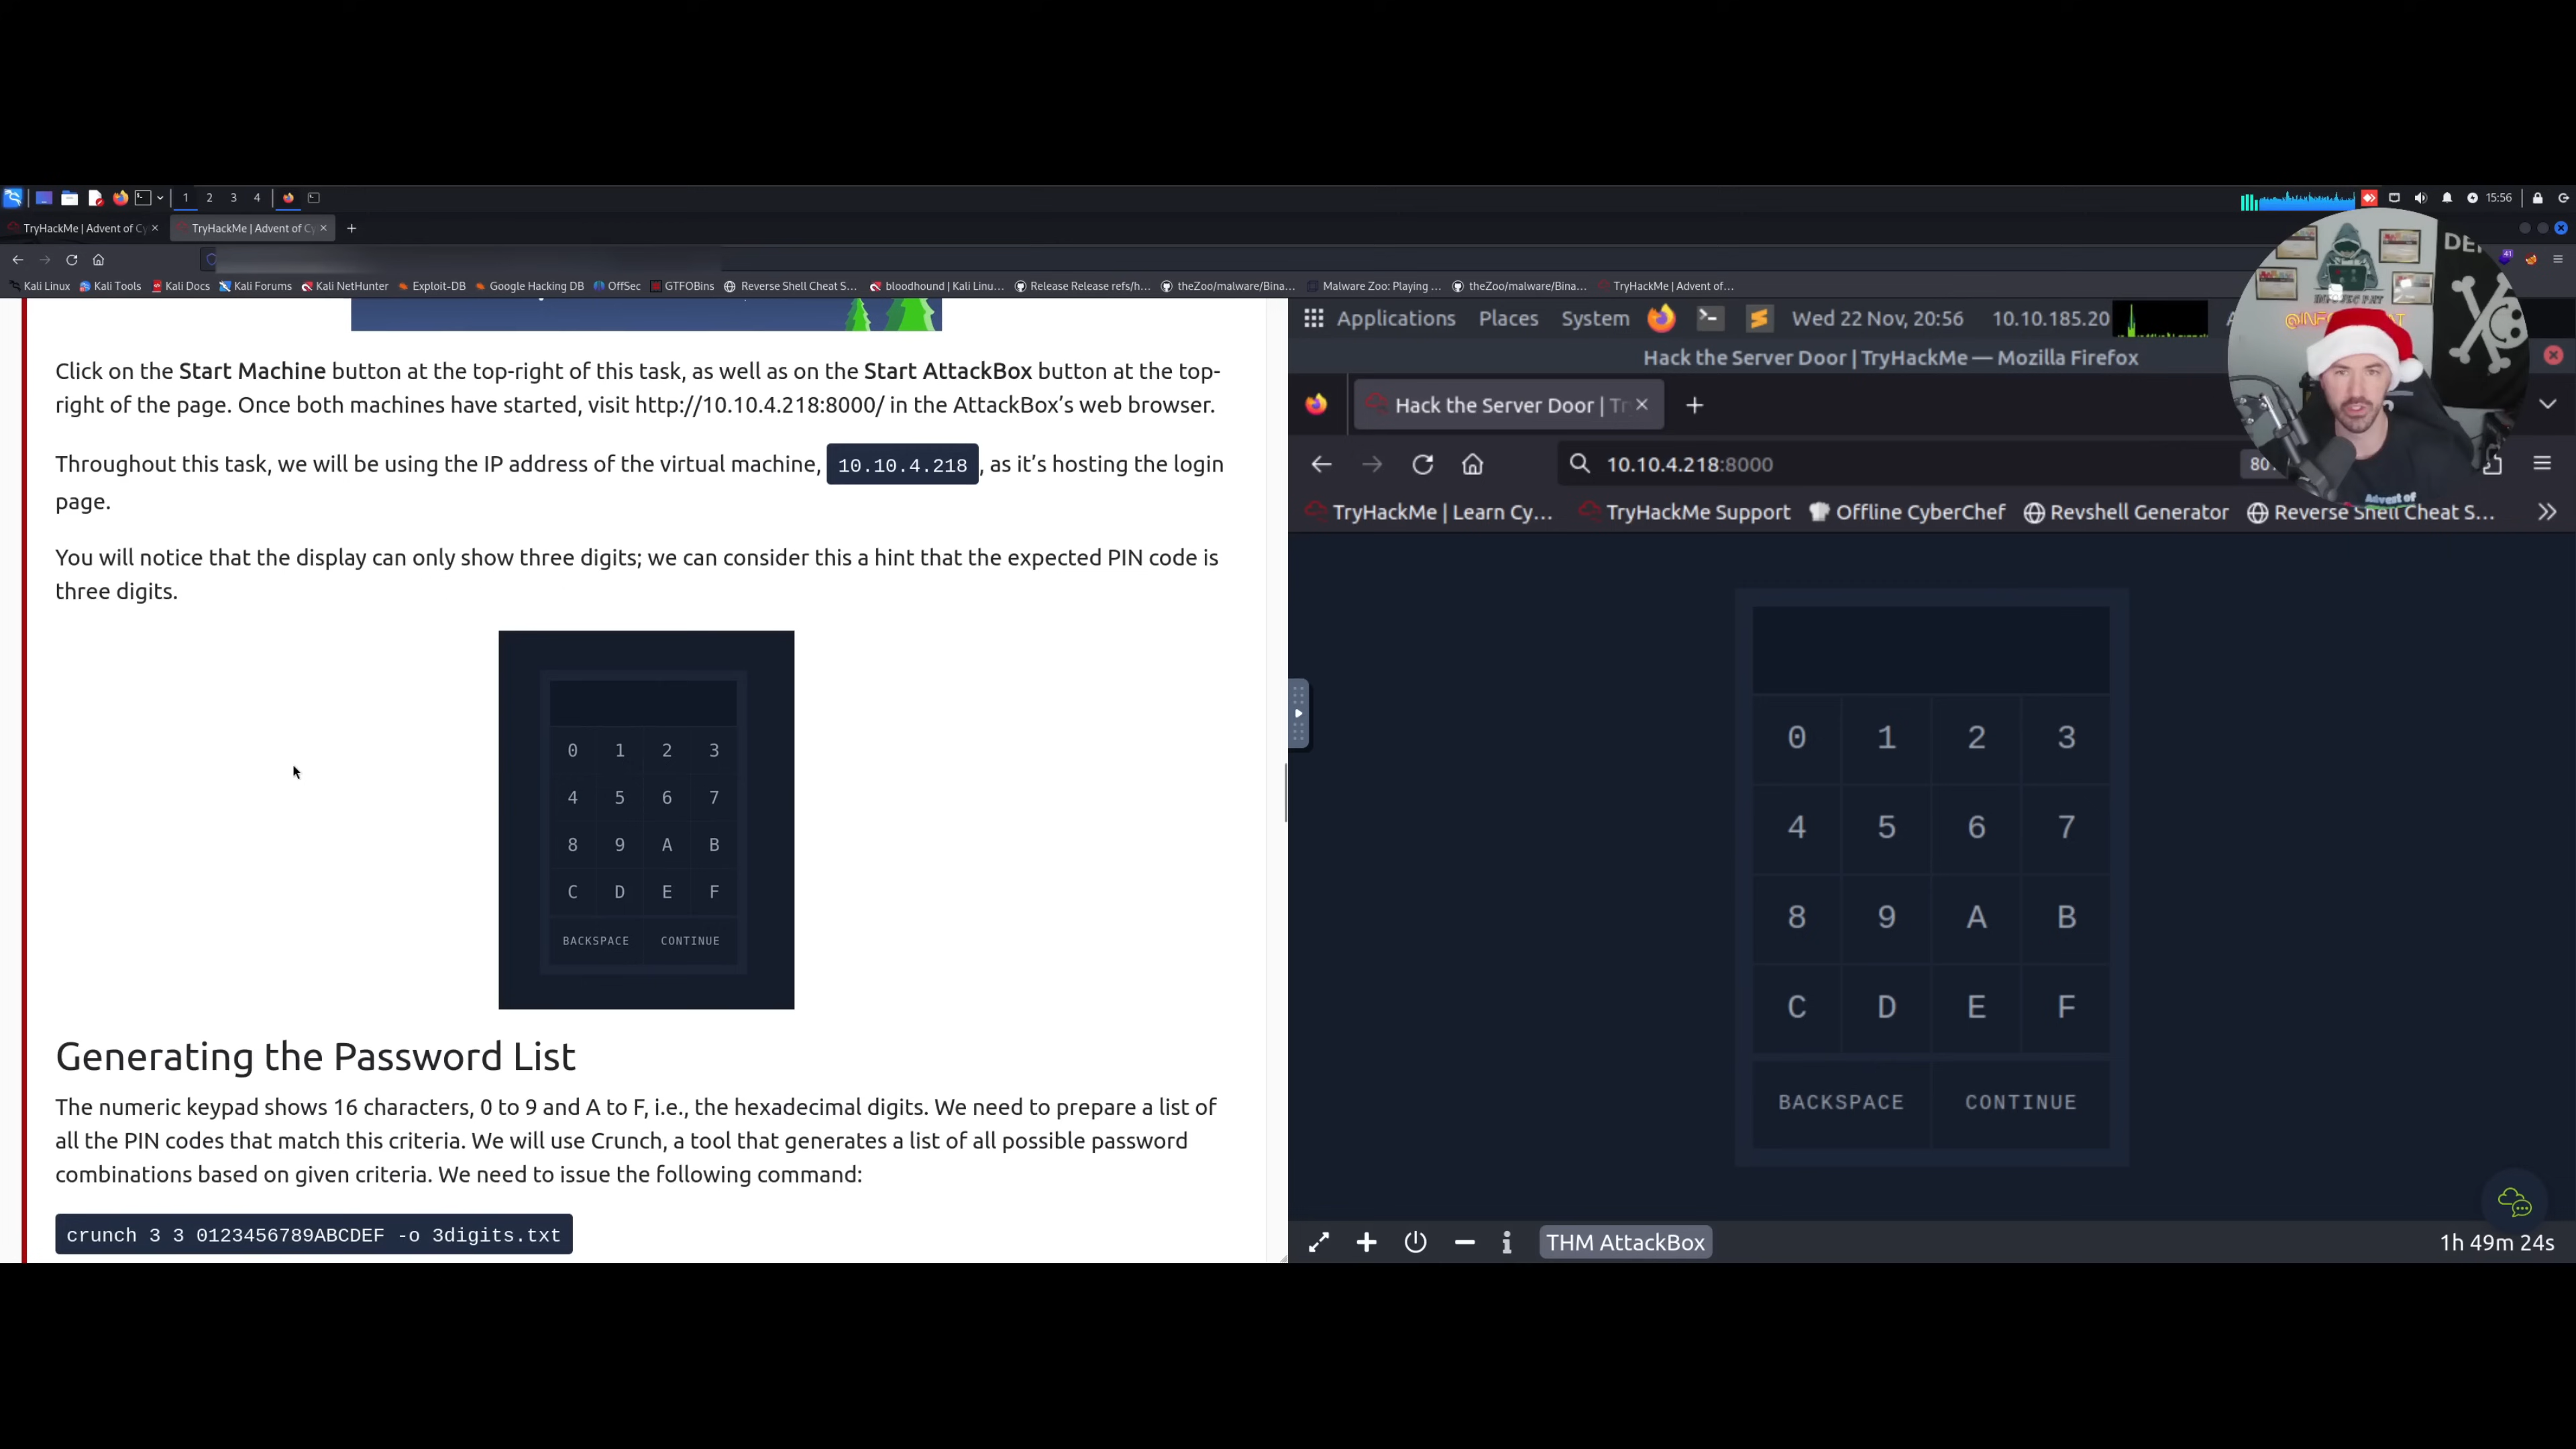 1 2 3 4
15:56
TryHackMe | Advent of Cy
TryHackMe | Advent of Cy
Kali Linux Kali Tools Kali Docs Kali Forums Kali NetHunter Exploit-DB Google Hacking DB OffSec GTFOBins Reverse Shell Cheat S... bloodhound | Kali Linu... Release Release refs/h... theZoo/malware/Bina... Malware Zoo: Playing ... theZoo/malware/Bina... TryHackMe | Advent of...
Click on the Start Machine button at the top-right of this task, as well as on the Start AttackBox button at the top-
right of the page. Once both machines have started, visit http://10.10.4.218:8000/ in the AttackBox's web browser.
Throughout this task, we will be using the IP address of the virtual machine, 10.10.4.218 , as it's hosting the login
page.
You will notice that the display can only show three digits; we can consider this a hint that the expected PIN code is
three digits.
0 1 2 3
4 5 6 7
8 9 A B
C D E F
BACKSPACE CONTINUE
Generating the Password List
The numeric keypad shows 16 characters, 0 to 9 and A to F, i.e., the hexadecimal digits. We need to prepare a list of
all the PIN codes that match this criteria. We will use Crunch, a tool that generates a list of all possible password
combinations based on given criteria. We need to issue the following command:
crunch 3 3 0123456789ABCDEF -o 3digits.txt
Applications Places System Wed 22 Nov, 20:56 10.10.185.20
Hack the Server Door | TryHackMe — Mozilla Firefox
Hack the Server Door | Tr
10.10.4.218:8000
80
TryHackMe | Learn Cy... TryHackMe Support Offline CyberChef Revshell Generator Reverse Shell Cheat S...
0 1 2 3
4 5 6 7
8 9 A B
C D E F
BACKSPACE CONTINUE
THM AttackBox
1h 49m 24s
DE
INFOSEC PAT
Advent of